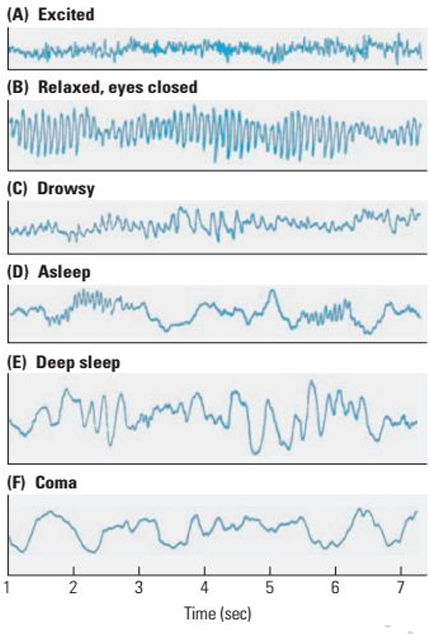 (A) Excited
(B) Relaxed, eyes closed
(C) Drowsy
(D) Asleep
(E) Deep sleep
(F) Coma
1 2 3 4 5 6 7
Time (sec)